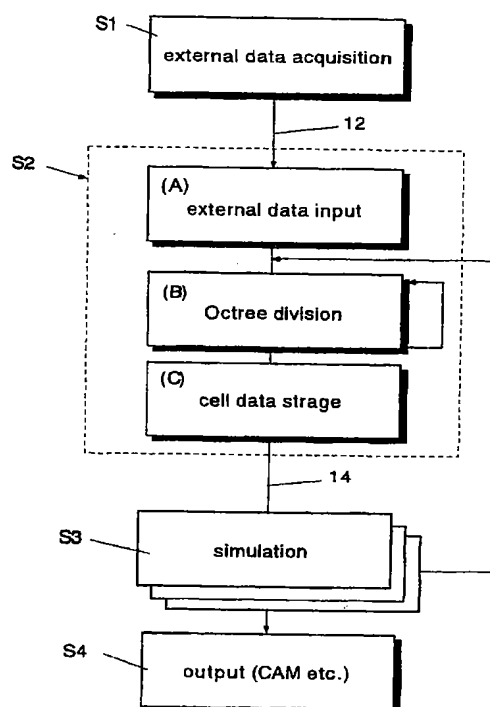 S1
external data acquisition
12
S2
(A)
external data input
(B)
Octree division
(C)
cell data strage
14
S3
simulation
S4
output (CAM etc.)